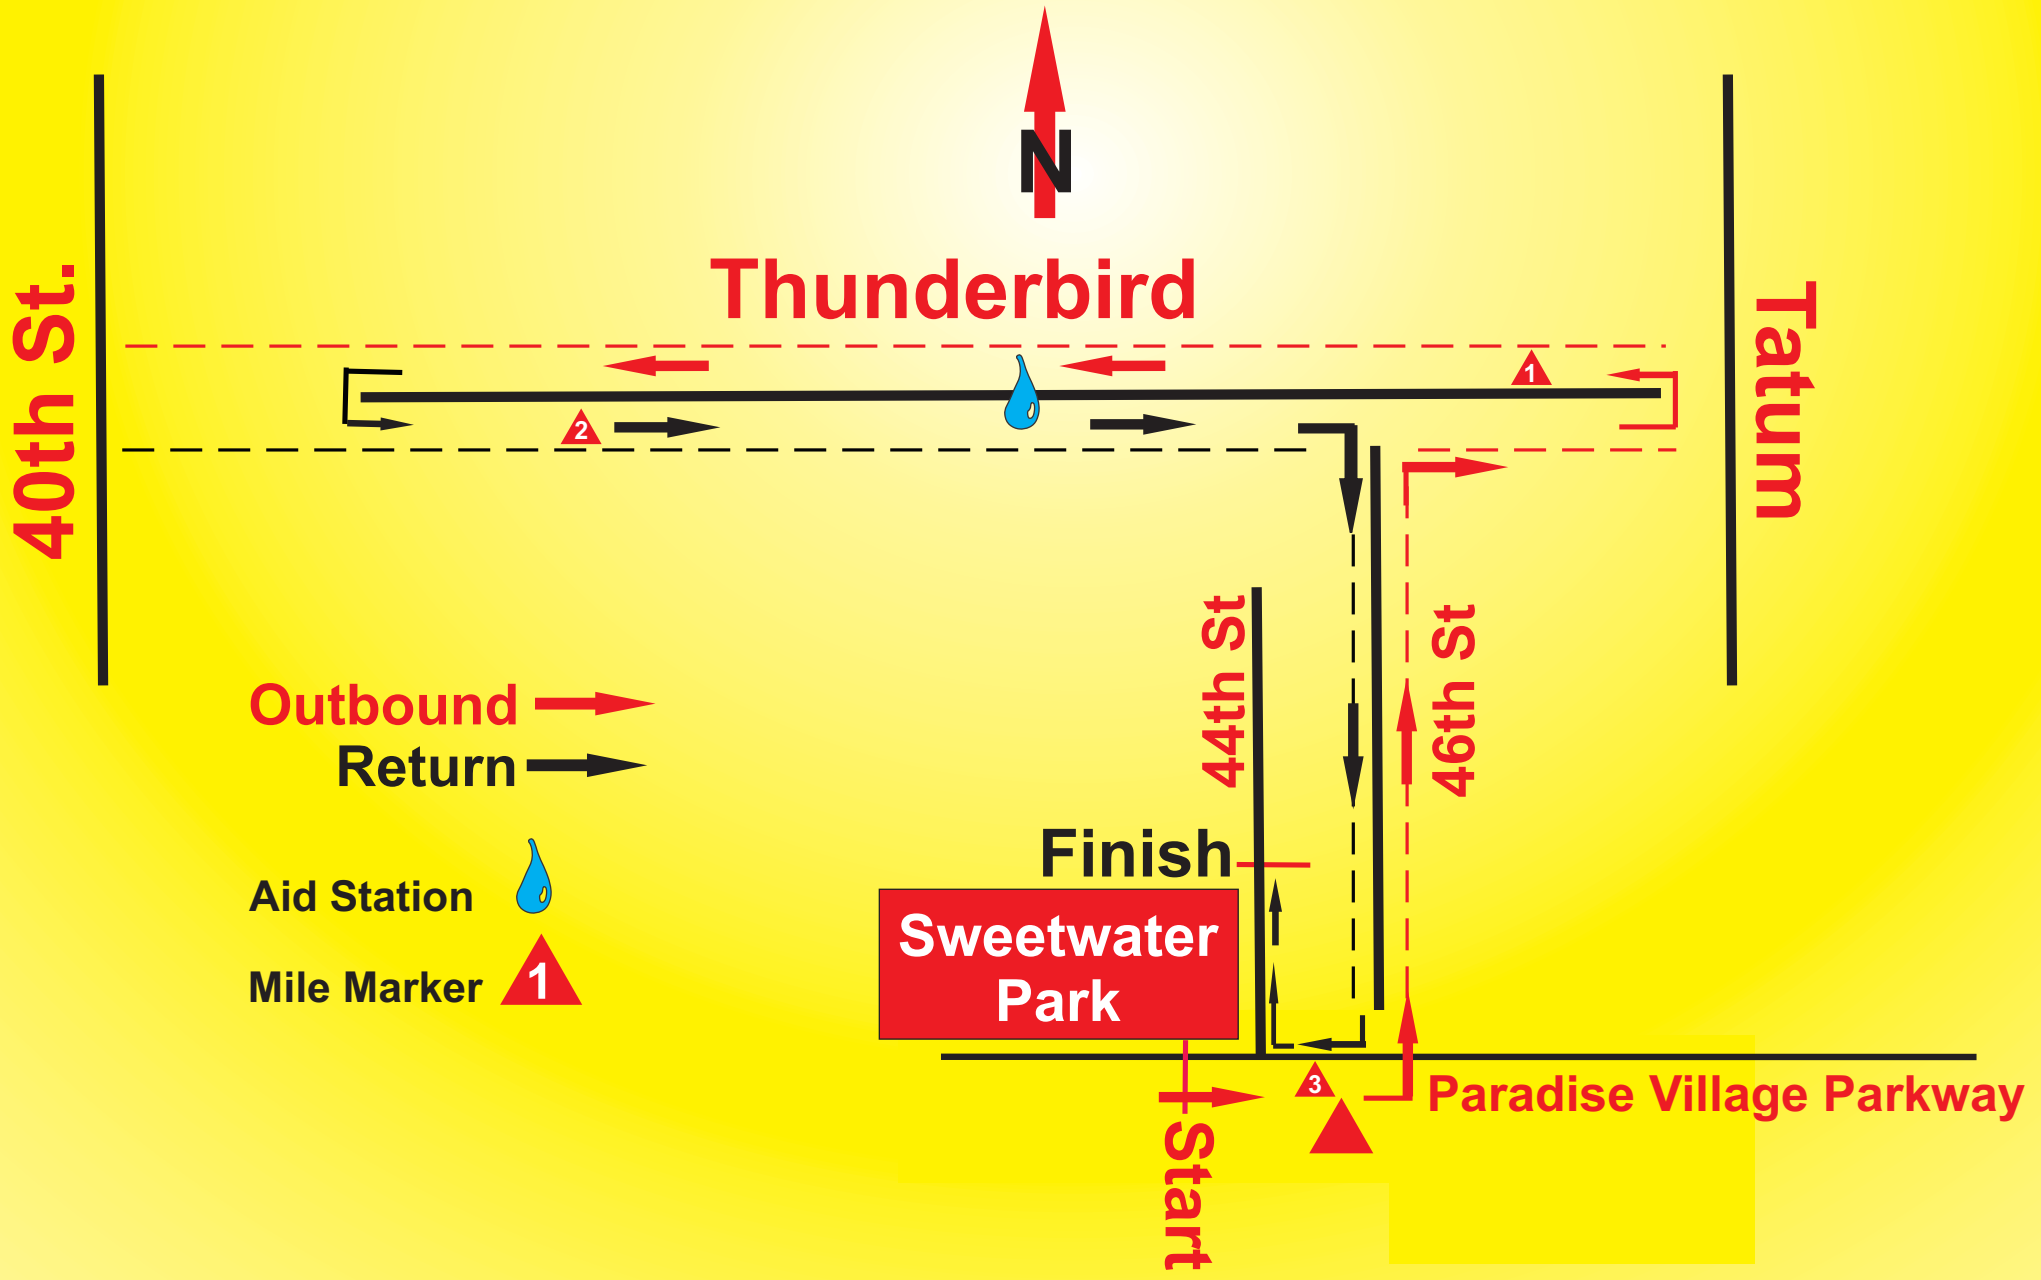 N
Thunderbird
40th St.
Tatum
1
2
44th St
46th St
Outbound
Return
Finish
Aid Station
Sweetwater
Park
Mile Marker
1
3
Paradise Village Parkway
Start